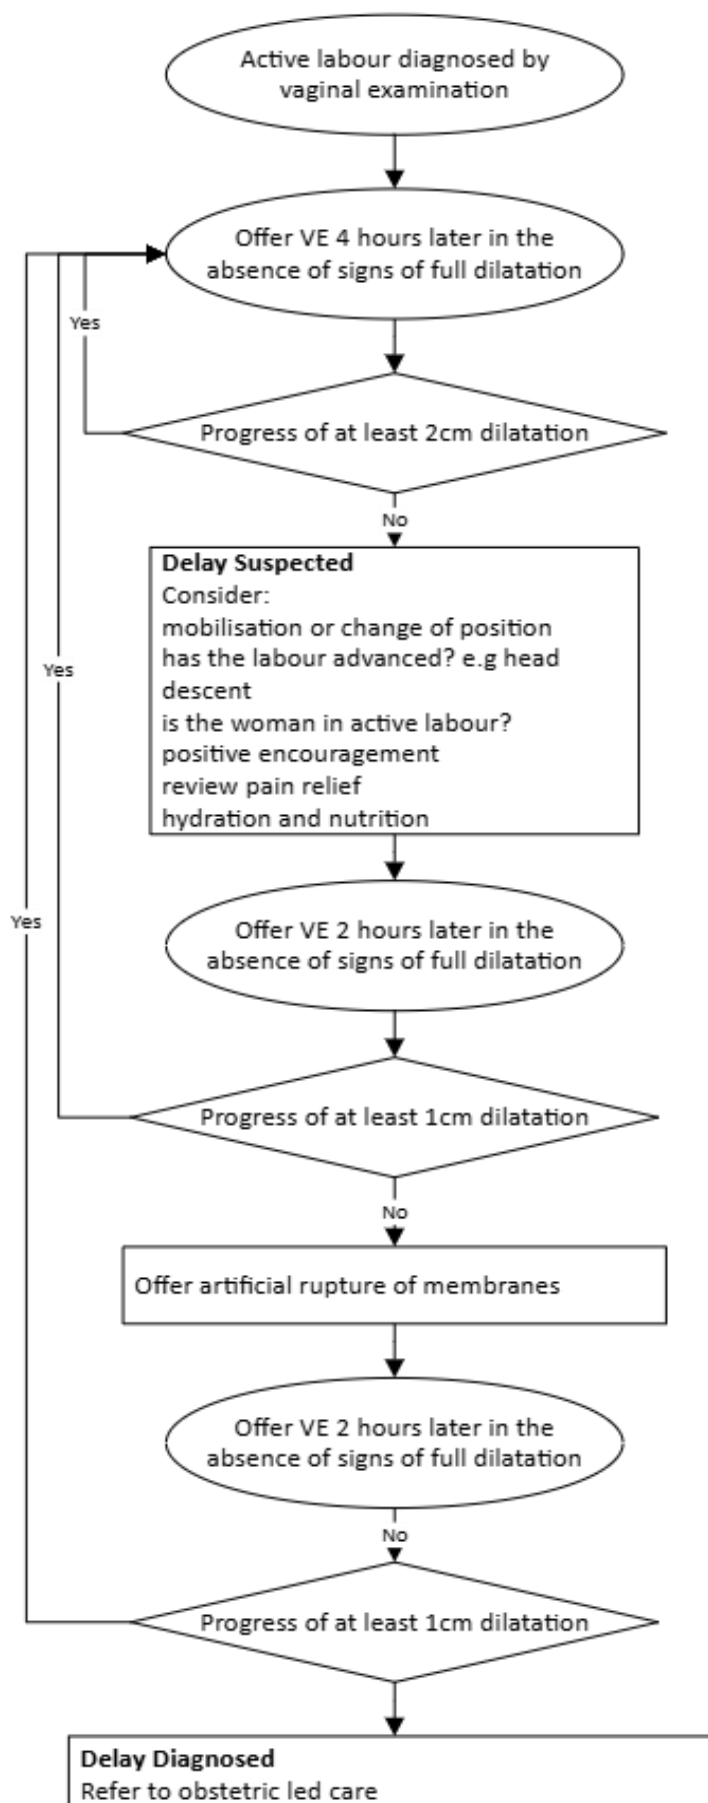 Active labour diagnosed by
vaginal examination
Offer VE 4 hours later in the
absence of signs of full dilatation
Yes
Progress of at least 2cm dilatation
No
Delay Suspected
Consider:
mobilisation or change of position
has the labour advanced? e.g head
descent
is the woman in active labour?
positive encouragement
review pain relief
hydration and nutrition
Yes
Offer VE 2 hours later in the
absence of signs of full dilatation
Yes
Progress of at least 1cm dilatation
No
Offer artificial rupture of membranes
Offer VE 2 hours later in the
absence of signs of full dilatation
No
Progress of at least 1cm dilatation
Delay Diagnosed
Refer to obstetric led care